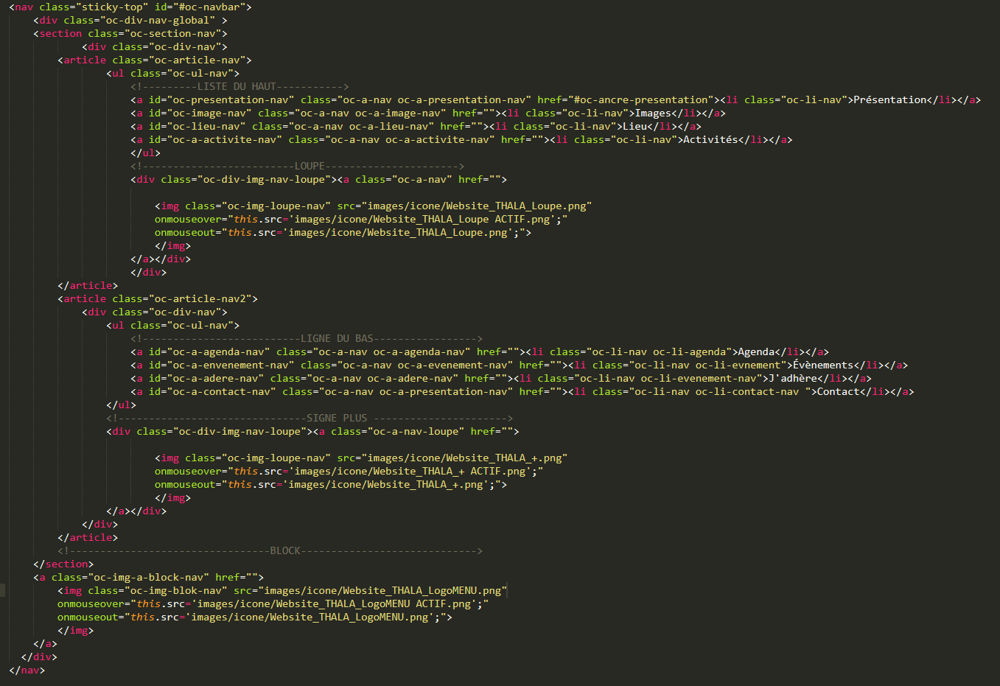 <nav class="sticky-top" id="#oc-navbar">
<div class="oc-div-nav-global" >
<section class="oc-section-nav">
<div class="oc-div-nav">
<article class="oc-article-nav">
<ul class="oc-ul-nav">
<!---------LISTE DU HAUT----------->
<a id="oc-presentation-nav" class="oc-a-nav oc-a-presentation-nav" href="#oc-ancre-presentation"><li class="oc-li-nav">Présentation</li></a>
<a id="oc-image-nav" class="oc-a-nav oc-a-image-nav" href=""><li class="oc-li-nav">Images</li></a>
<a id="oc-lieu-nav" class="oc-a-nav oc-a-lieu-nav" href=""><li class="oc-li-nav">Lieu</li></a>
<a id="oc-a-activite-nav" class="oc-a-nav oc-a-activite-nav" href=""><li class="oc-li-nav">Activités</li></a>
</ul>
<!-------------------------LOUPE---------------------->
<div class="oc-div-img-nav-loupe"><a class="oc-a-nav" href="">
<img class="oc-img-loupe-nav" src="images/icone/Website_THALA_Loupe.png"
onmouseover="this.src='images/icone/Website_THALA_Loupe ACTIF.png';"
onmouseout="this.src='images/icone/Website_THALA_Loupe.png';">
</img>
</a></div>
</div>
</article>
<article class="oc-article-nav2">
<div class="oc-div-nav">
<ul class="oc-ul-nav">
<!--------------------------LIGNE DU BAS----------------->
<a id="oc-a-agenda-nav" class="oc-a-nav oc-a-agenda-nav" href=""><li class="oc-li-nav oc-li-agenda">Agenda</li></a>
<a id="oc-a-envenement-nav" class="oc-a-nav oc-a-evenement-nav" href=""><li class="oc-li-nav oc-li-evnement">Évènements</li></a>
<a id="oc-a-adere-nav" class="oc-a-nav oc-a-adere-nav" href=""><li class="oc-li-nav oc-li-evenement-nav">J'adhère</li></a>
<a id="oc-a-contact-nav" class="oc-a-nav oc-a-presentation-nav" href=""><li class="oc-li-nav oc-li-contact-nav ">Contact</li></a>
</ul>
<!-------------------------------SIGNE PLUS ---------------------->
<div class="oc-div-img-nav-loupe"><a class="oc-a-nav-loupe" href="">
<img class="oc-img-loupe-nav" src="images/icone/Website_THALA_+.png"
onmouseover="this.src='images/icone/Website_THALA_+ ACTIF.png';"
onmouseout="this.src='images/icone/Website_THALA_+.png';">
</img>
</a></div>
</div>
</article>
<!---------------------------------BLOCK----------------------------->
</section>
<a class="oc-img-a-block-nav" href="">
<img class="oc-img-blok-nav" src="images/icone/Website_THALA_LogoMENU.png"
onmouseover="this.src='images/icone/Website_THALA_LogoMENU ACTIF.png';"
onmouseout="this.src='images/icone/Website_THALA_LogoMENU.png';">
</img>
</a>
</div>
</nav>